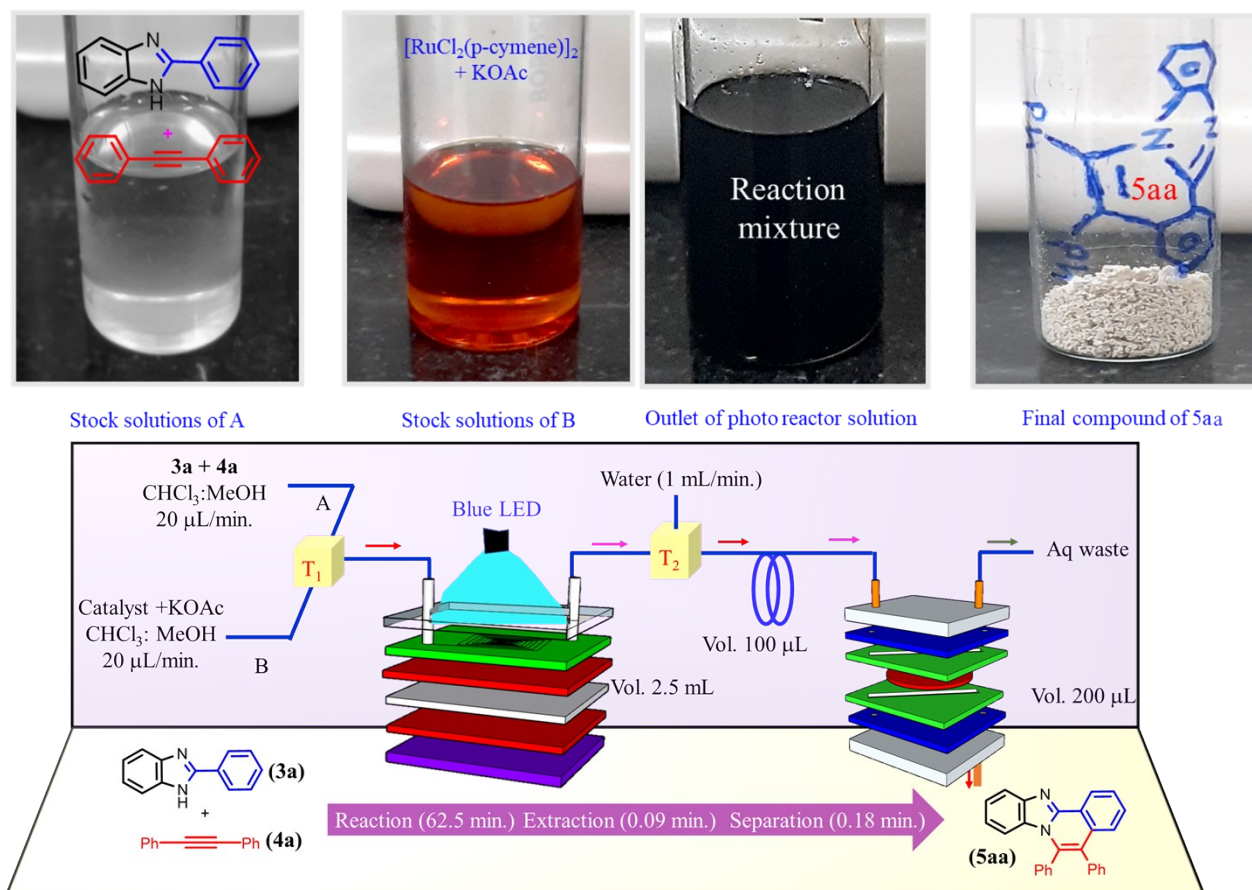 N
N
H
+
[RuCl₂(p-cymene)]₂
+ KOAc
Reaction
mixture
Ph
N
N
5aa
Ph
Stock solutions of A
Stock solutions of B
Outlet of photo reactor solution
Final compound of 5aa
3a + 4a
CHCl₃:MeOH
20 μL/min.
A
T₁
Catalyst +KOAc
CHCl₃: MeOH
20 μL/min.
B
Blue LED
Vol. 2.5 mL
Water (1 mL/min.)
T₂
Vol. 100 μL
Aq waste
Vol. 200 μL
N
N
H
(3a)
+
Ph
Ph
(4a)
Reaction (62.5 min.) Extraction (0.09 min.) Separation (0.18 min.)
N
N
(5aa)
Ph
Ph